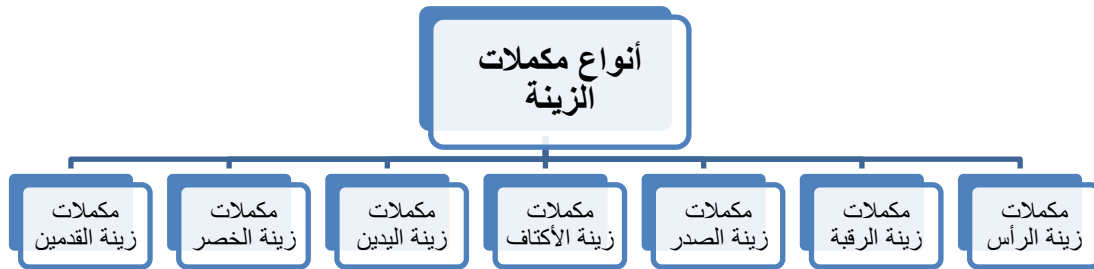 أنواع مكملات
الزينة
مكملات
زينة الرأس
مكملات
زينة الرقبة
مكملات
زينة الصدر
مكملات
زينة الأكتاف
مكملات
زينة اليدين
مكملات
زينة الخصر
مكملات
زينة القدمين